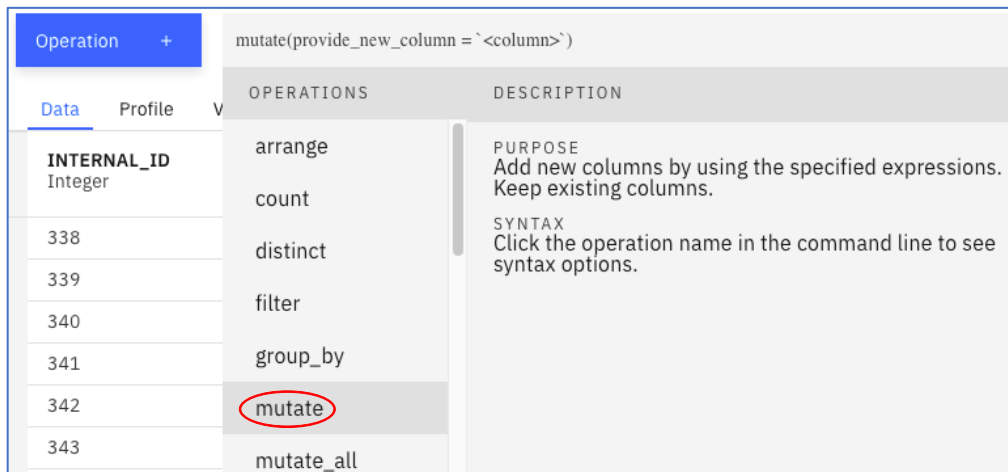 Operation +
mutate(provide_new_column = `<column>`)
OPERATIONS
DESCRIPTION
Data
Profile
V
INTERNAL_ID
Integer
338
339
340
341
342
343
arrange
count
distinct
filter
group_by
mutate
mutate_all
PURPOSE
Add new columns by using the specified expressions.
Keep existing columns.
SYNTAX
Click the operation name in the command line to see
syntax options.